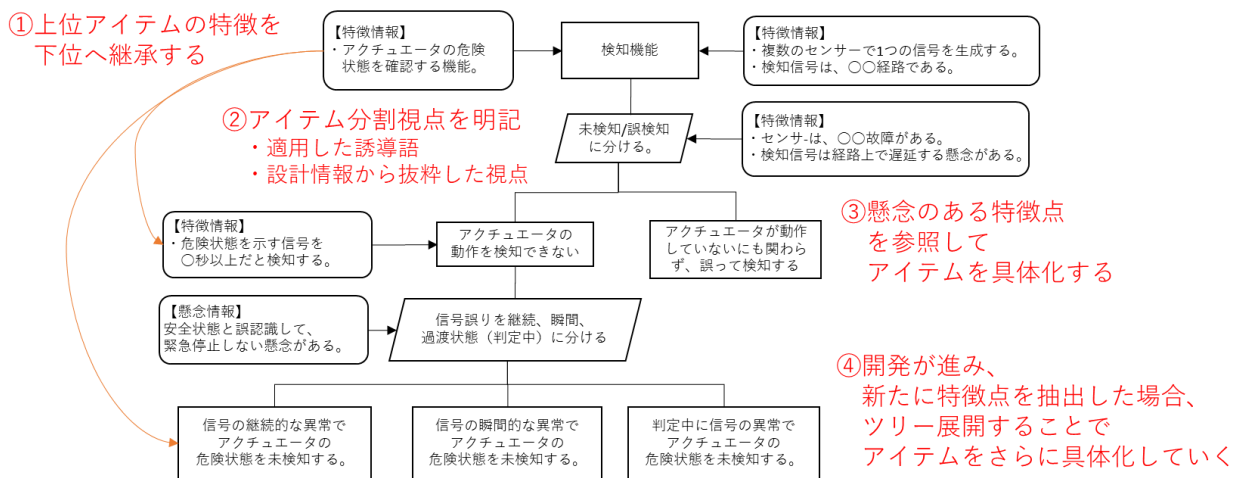 ①上位アイテムの特徴を
下位へ継承する
【特徴情報】
・アクチュエータの危険
状態を確認する機能。
検知機能
【特徴情報】
・複数のセンサーで1つの信号を生成する。
・検知信号は、〇〇経路である。
②アイテム分割視点を明記
・適用した誘導語
・設計情報から抜粋した視点
未検知/誤検知
に分ける。
【特徴情報】
・センサ-は、〇〇故障がある。
・検知信号は経路上で遅延する懸念がある。
【特徴情報】
・危険状態を示す信号を
〇秒以上だと検知する。
アクチュエータの
動作を検知できない
アクチュエータが動作
していないにも関わら
ず、誤って検知する
③懸念のある特徴点
を参照して
アイテムを具体化する
【懸念情報】
安全状態と誤認識して、
緊急停止しない懸念がある。
信号誤りを継続、瞬間、
過渡状態（判定中）に分ける
④開発が進み、
新たに特徴点を抽出した場合、
ツリー展開することで
アイテムをさらに具体化していく
信号の継続的な異常で
アクチュエータの
危険状態を未検知する。
信号の瞬間的な異常で
アクチュエータの
危険状態を未検知する。
判定中に信号の異常で
アクチュエータの
危険状態を未検知する。